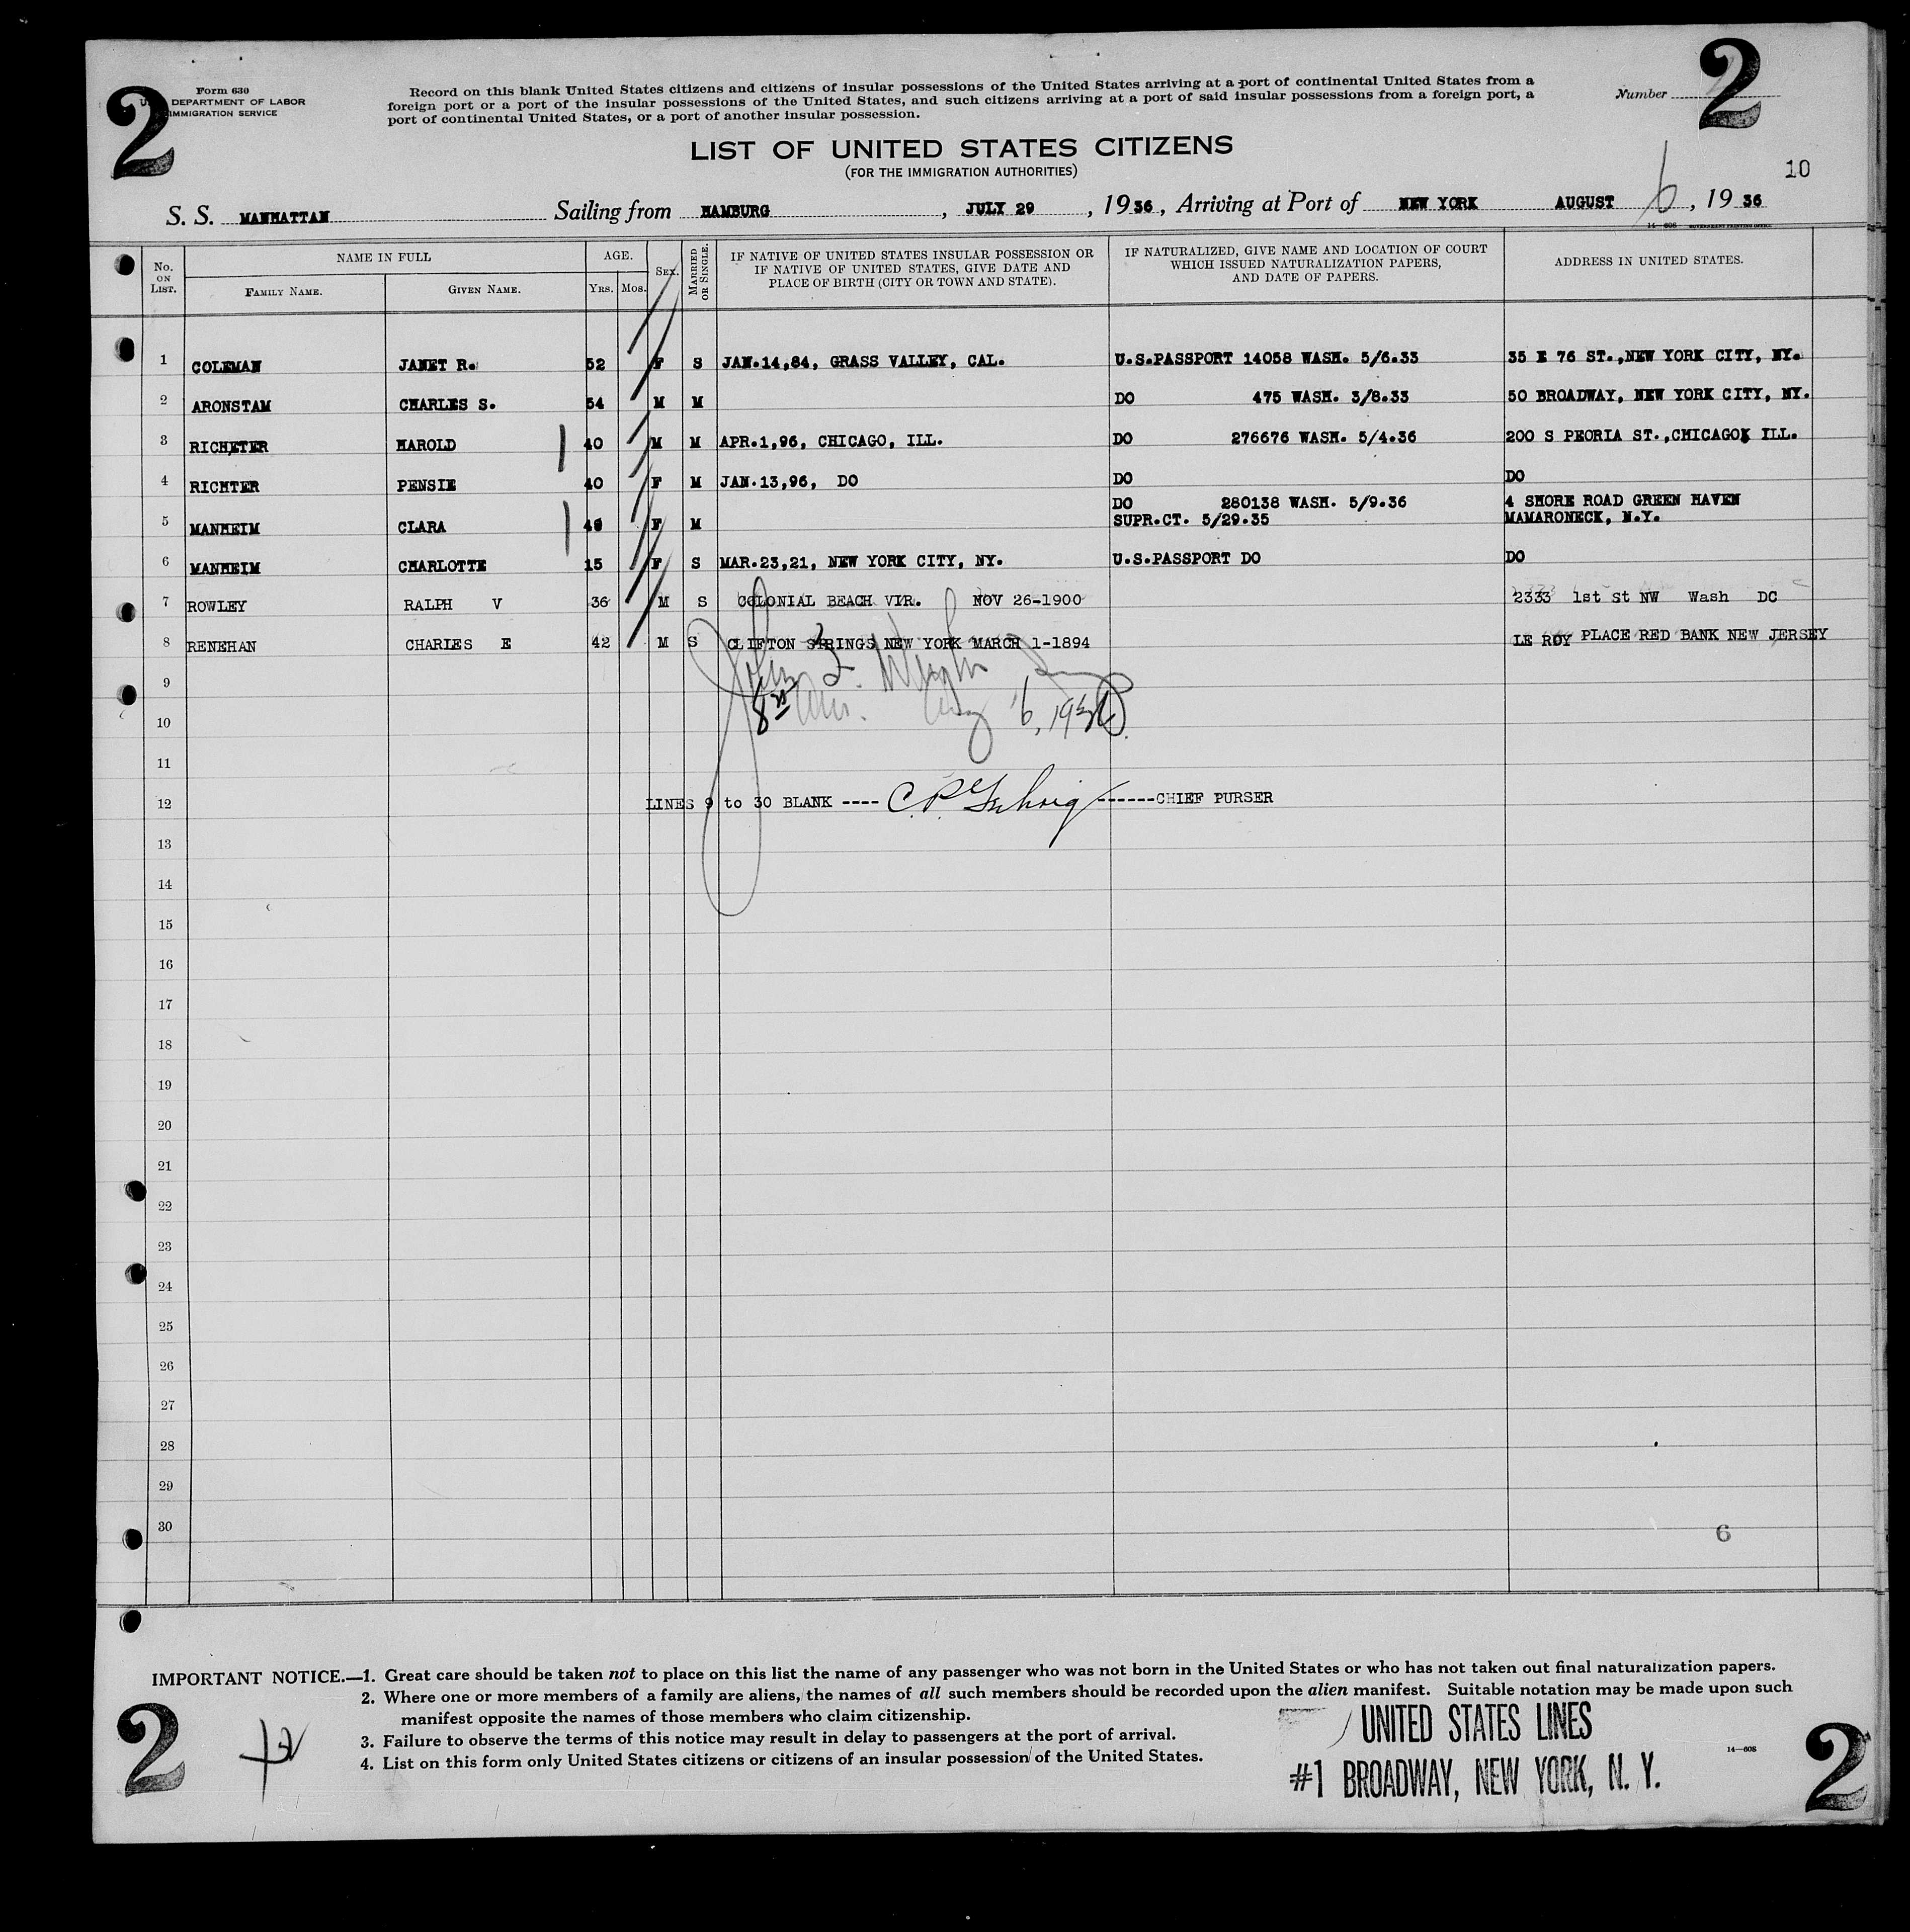 2
2
Form 630
U. S. DEPARTMENT OF LABOR
IMMIGRATION SERVICE
Record on this blank United States citizens and citizens of insular possessions of the United States arriving at a port of continental United States from a
foreign port or a port of the insular possessions of the United States, and such citizens arriving at a port of said insular possessions from a foreign port, a
port of continental United States, or a port of another insular possession.
Number
LIST OF UNITED STATES CITIZENS
(FOR THE IMMIGRATION AUTHORITIES)
10
S. S. MANHATTAN Sailing from HAMBURG, JULY 29, 1936, Arriving at Port of NEW YORK AUGUST 6, 1936
14-608 GOVERNMENT PRINTING OFFICE
No. ON LIST. NAME IN FULL FAMILY NAME. GIVEN NAME. AGE. YRS. MOS. SEX. MARRIED OR SINGLE. IF NATIVE OF UNITED STATES INSULAR POSSESSION OR IF NATIVE OF UNITED STATES, GIVE DATE AND PLACE OF BIRTH (CITY OR TOWN AND STATE). IF NATURALIZED, GIVE NAME AND LOCATION OF COURT WHICH ISSUED NATURALIZATION PAPERS, AND DATE OF PAPERS. ADDRESS IN UNITED STATES.
1 COLEMAN JANET R. 52 F S JAN.14,84, GRASS VALLEY, CAL. U.S.PASSPORT 14058 WASH. 5/6.33 35 E 76 ST.,NEW YORK CITY, NY.
2 ARONSTAM CHARLES S. 54 M M DO 475 WASH. 3/8.33 50 BROADWAY, NEW YORK CITY, NY.
3 RICHTER HAROLD 40 M M APR.1,96, CHICAGO, ILL. DO 276676 WASH. 5/4.36 200 S PEORIA ST.,CHICAGO ILL.
4 RICHTER PENSIE 40 F M JAN.13,96, DO DO DO
5 MANHEIM CLARA F M DO 280138 WASH. 5/9.36 4 SHORE ROAD GREEN HAVEN
SUPR.CT. 5/29.35 MAMARONECK, N.Y.
6 MANHEIM CHARLOTTE 15 F S MAR.23,21, NEW YORK CITY, NY. U.S.PASSPORT DO DO
7 ROWLEY RALPH V 36 M S COLONIAL BEACH VIR. NOV 26-1900 2333 1st st NW Wash DC
8 RENEHAN CHARLES E 42 M S CLIFTON SPRINGS NEW YORK MARCH 1-1894 LE ROY PLACE RED BANK NEW JERSEY
9
10 Aug 6, 1936
11
12 LINES 9 to 30 BLANK ---- ------CHIEF PURSER
13
14
15
16
17
18
19
20
21
22
23
24
25
26
27
28
29
30
6
IMPORTANT NOTICE.—1. Great care should be taken not to place on this list the name of any passenger who was not born in the United States or who has not taken out final naturalization papers.
2. Where one or more members of a family are aliens, the names of all such members should be recorded upon the alien manifest. Suitable notation may be made upon such
manifest opposite the names of those members who claim citizenship.
3. Failure to observe the terms of this notice may result in delay to passengers at the port of arrival.
4. List on this form only United States citizens or citizens of an insular possession of the United States.
UNITED STATES LINES
#1 BROADWAY, NEW YORK, N. Y.
14-608
2
2